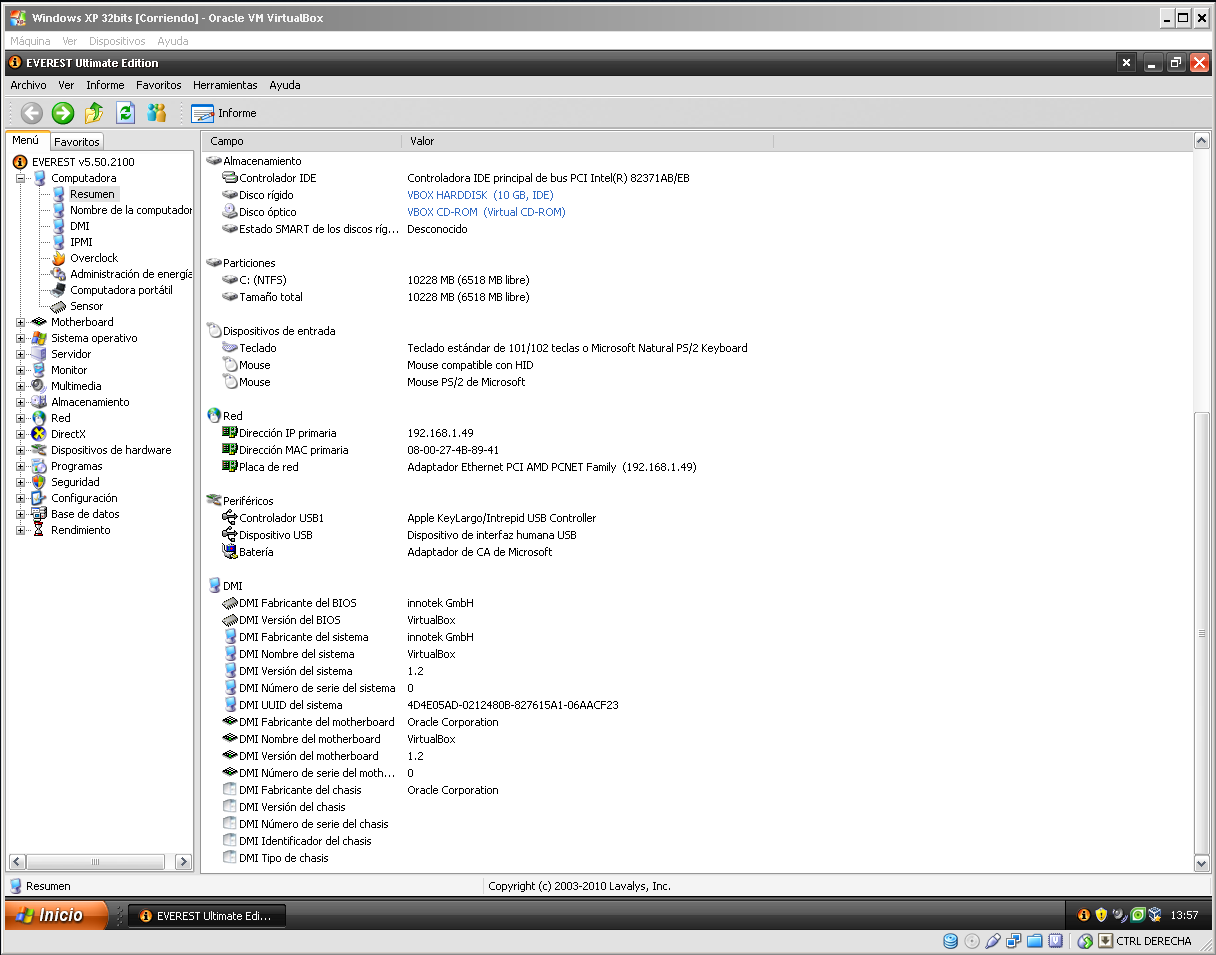 Windows XP 32bits [Corriendo] - Oracle VM VirtualBox
Máquina Ver Dispositivos Ayuda
EVEREST Ultimate Edition
Archivo Ver Informe Favoritos Herramientas Ayuda
Informe
Menú Favoritos
EVEREST v5.50.2100
Computadora
Resumen
Nombre de la computador
DMI
IPMI
Overclock
Administración de energía
Computadora portátil
Sensor
Motherboard
Sistema operativo
Servidor
Monitor
Multimedia
Almacenamiento
Red
DirectX
Dispositivos de hardware
Programas
Seguridad
Configuración
Base de datos
Rendimiento
Campo Valor
Almacenamiento
Controlador IDE Controladora IDE principal de bus PCI Intel(R) 82371AB/EB
Disco rígido VBOX HARDDISK (10 GB, IDE)
Disco óptico VBOX CD-ROM (Virtual CD-ROM)
Estado SMART de los discos ríg... Desconocido
Particiones
C: (NTFS) 10228 MB (6518 MB libre)
Tamaño total 10228 MB (6518 MB libre)
Dispositivos de entrada
Teclado Teclado estándar de 101/102 teclas o Microsoft Natural PS/2 Keyboard
Mouse Mouse compatible con HID
Mouse Mouse PS/2 de Microsoft
Red
Dirección IP primaria 192.168.1.49
Dirección MAC primaria 08-00-27-4B-89-41
Placa de red Adaptador Ethernet PCI AMD PCNET Family (192.168.1.49)
Periféricos
Controlador USB1 Apple KeyLargo/Intrepid USB Controller
Dispositivo USB Dispositivo de interfaz humana USB
Batería Adaptador de CA de Microsoft
DMI
DMI Fabricante del BIOS innotek GmbH
DMI Versión del BIOS VirtualBox
DMI Fabricante del sistema innotek GmbH
DMI Nombre del sistema VirtualBox
DMI Versión del sistema 1.2
DMI Número de serie del sistema 0
DMI UUID del sistema 4D4E05AD-0212480B-827615A1-06AACF23
DMI Fabricante del motherboard Oracle Corporation
DMI Nombre del motherboard VirtualBox
DMI Versión del motherboard 1.2
DMI Número de serie del moth... 0
DMI Fabricante del chasis Oracle Corporation
DMI Versión del chasis
DMI Número de serie del chasis
DMI Identificador del chasis
DMI Tipo de chasis
Resumen Copyright (c) 2003-2010 Lavalys, Inc.
Inicio EVEREST Ultimate Edi... 13:57
CTRL DERECHA